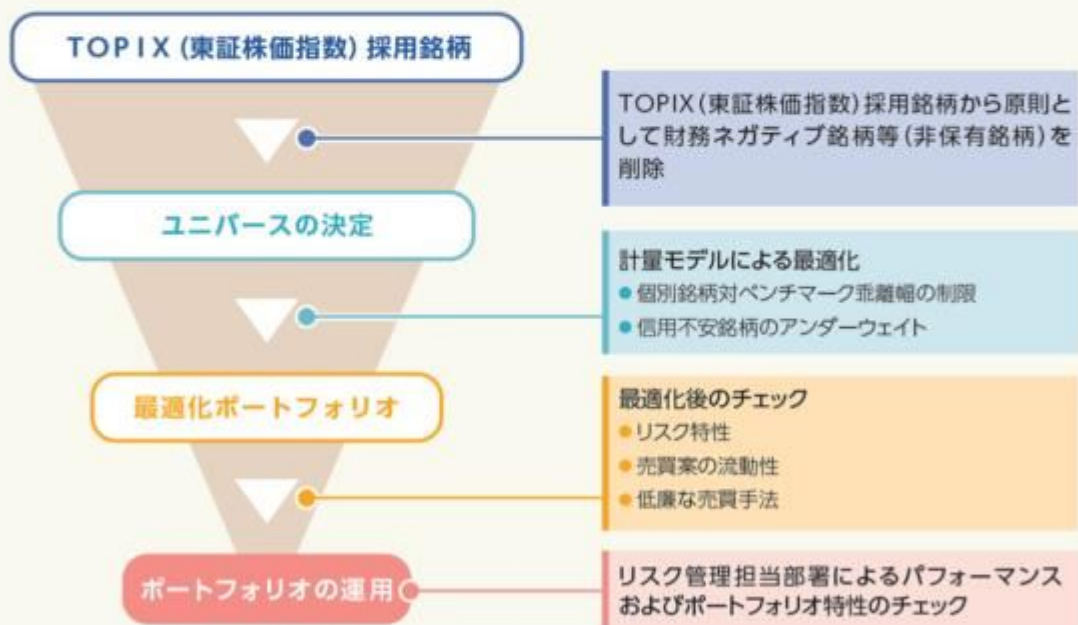 TOPIX(東証株価指数)採用銘柄
TOPIX(東証株価指数)採用銘柄から原則と
して財務ネガティブ銘柄等(非保有銘柄)を
削除
ユニバースの決定
計量モデルによる最適化
● 個別銘柄対ベンチマーク乖離幅の制限
● 信用不安銘柄のアンダーウェイト
最適化ポートフォリオ
最適化後のチェック
● リスク特性
● 売買案の流動性
● 低廉な売買手法
ポートフォリオの運用
リスク管理担当部署によるパフォーマンス
およびポートフォリオ特性のチェック